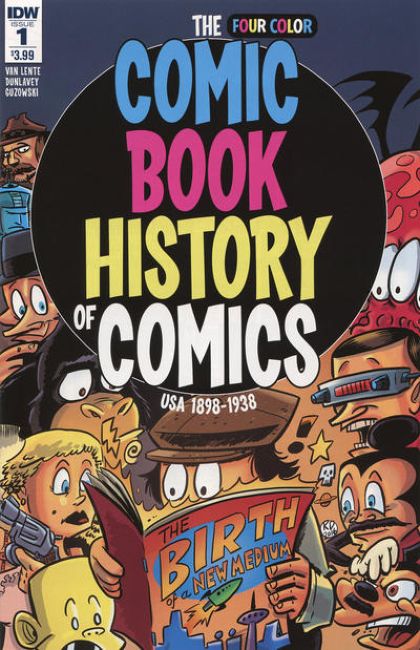 IDW
ISSUE
1
$3.99
VAN LENTE
DUNLAVEY
GUZOWSKI
THE FOUR COLOR
COMIC
BOOK
HISTORY
OF COMICS
USA 1898-1938
THE
BIRTH
of a NEW MEDIUM